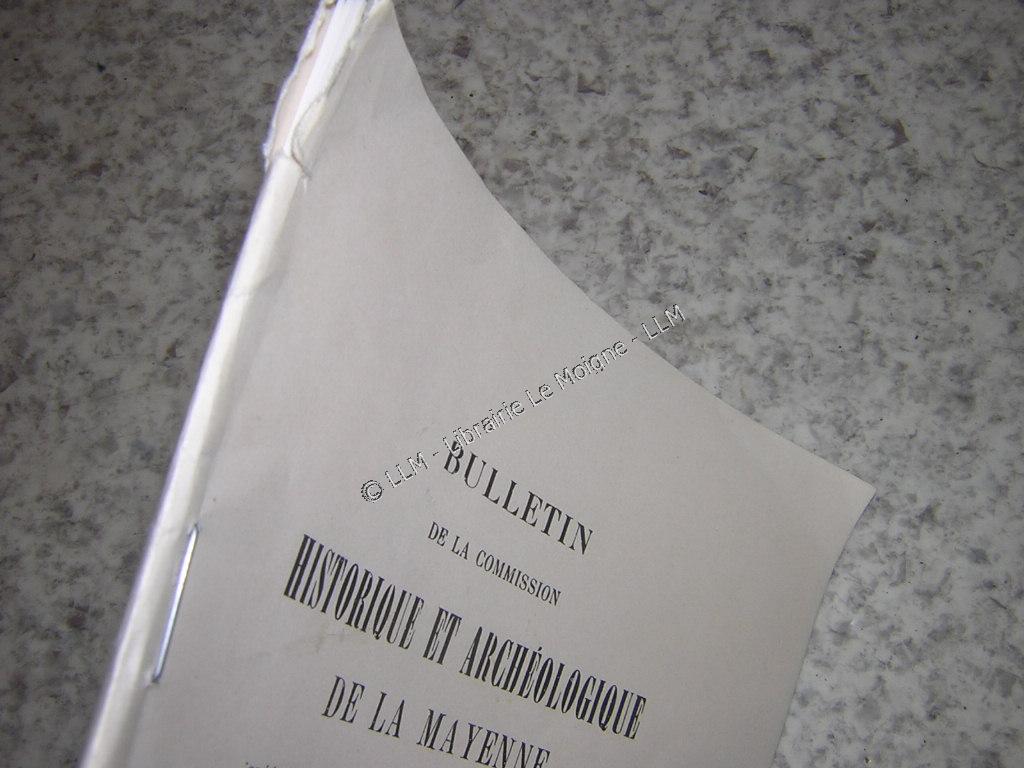 © LLM - Librairie Le Moigne - LLM
BULLETIN
DE LA COMMISSION
HISTORIQUE ET ARCHÉOLOGIQUE
DE LA MAYENNE